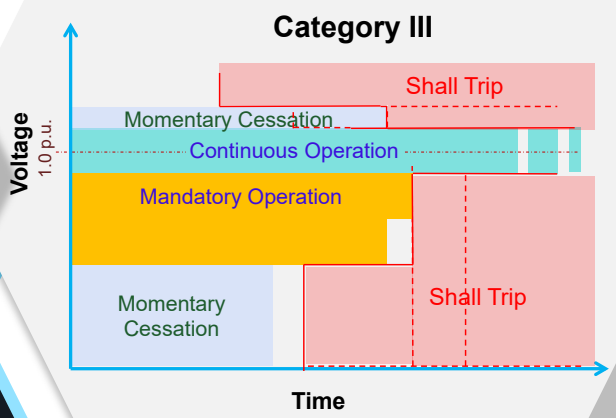 Category III
Shall Trip
Momentary Cessation
Voltage
1.0 p.u.
Continuous Operation
Mandatory Operation
Momentary
Cessation
Shall Trip
Time